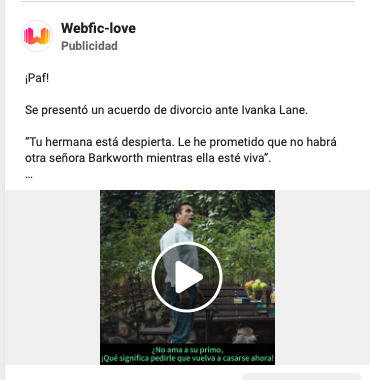 Webfic-love
Publicidad
¡Paf!
Se presentó un acuerdo de divorcio ante Ivanka Lane.
“Tu hermana está despierta. Le he prometido que no habrá
otra señora Barkworth mientras ella esté viva”.
...
¿No ama a su primo,
¡Qué significa pedirle que vuelva a casarse ahora!